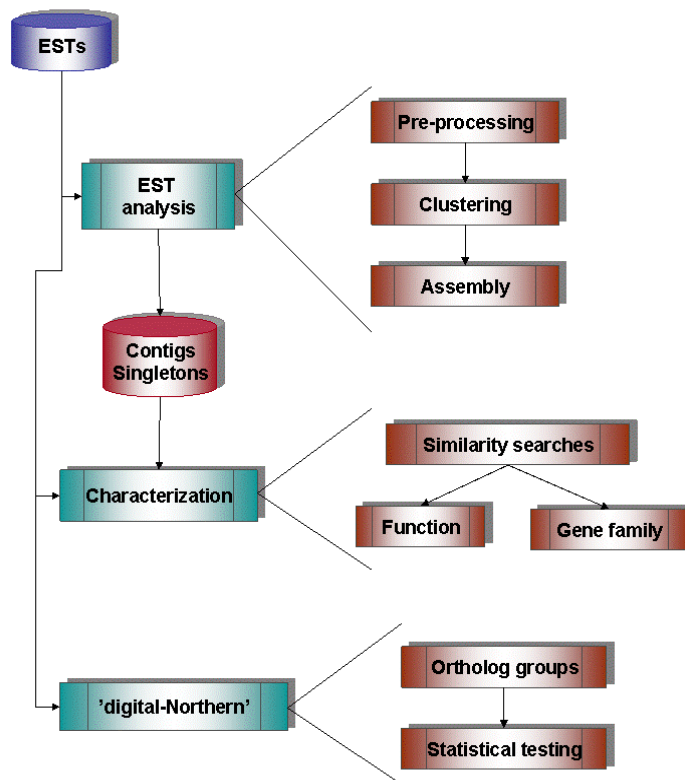 ESTs
EST
analysis
Pre-processing
Clustering
Assembly
Contigs
Singletons
Characterization
Similarity searches
Function
Gene family
’digital-Northern’
Ortholog groups
Statistical testing